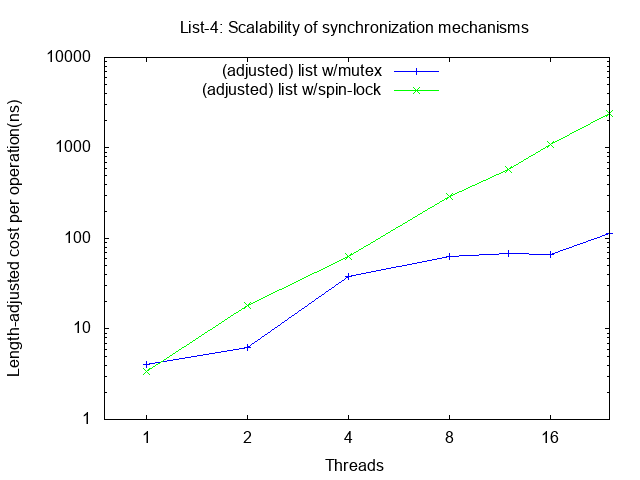 List-4: Scalability of synchronization mechanisms
(adjusted) list w/mutex
(adjusted) list w/spin-lock
Length-adjusted cost per operation(ns)
10000
1000
100
10
1
1 2 4 8 16
Threads